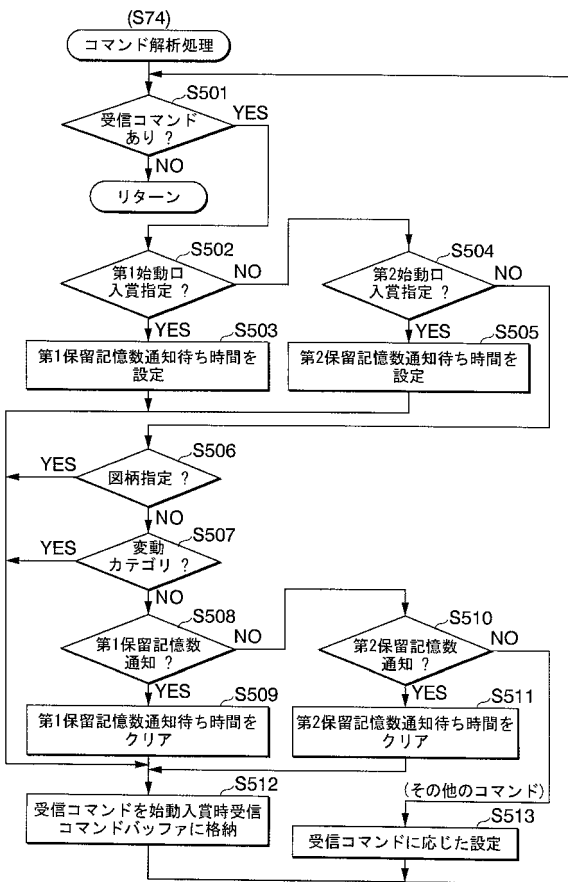 (S74)
コマンド解析処理
S501
受信コマンド
あり ?
YES
NO
リターン
S502
第1始動口
入賞指定 ?
NO
YES
S504
第2始動口
入賞指定 ?
NO
YES
S503
第1保留記憶数通知待ち時間を
設定
S505
第2保留記憶数通知待ち時間を
設定
S506
図柄指定 ?
YES
NO
S507
変動
カテゴリ ?
YES
NO
S508
第1保留記憶数
通知 ?
NO
YES
S510
第2保留記憶数
通知 ?
NO
YES
S509
第1保留記憶数通知待ち時間を
クリア
S511
第2保留記憶数通知待ち時間を
クリア
S512
受信コマンドを始動入賞時受信
コマンドバッファに格納
(その他のコマンド)
S513
受信コマンドに応じた設定